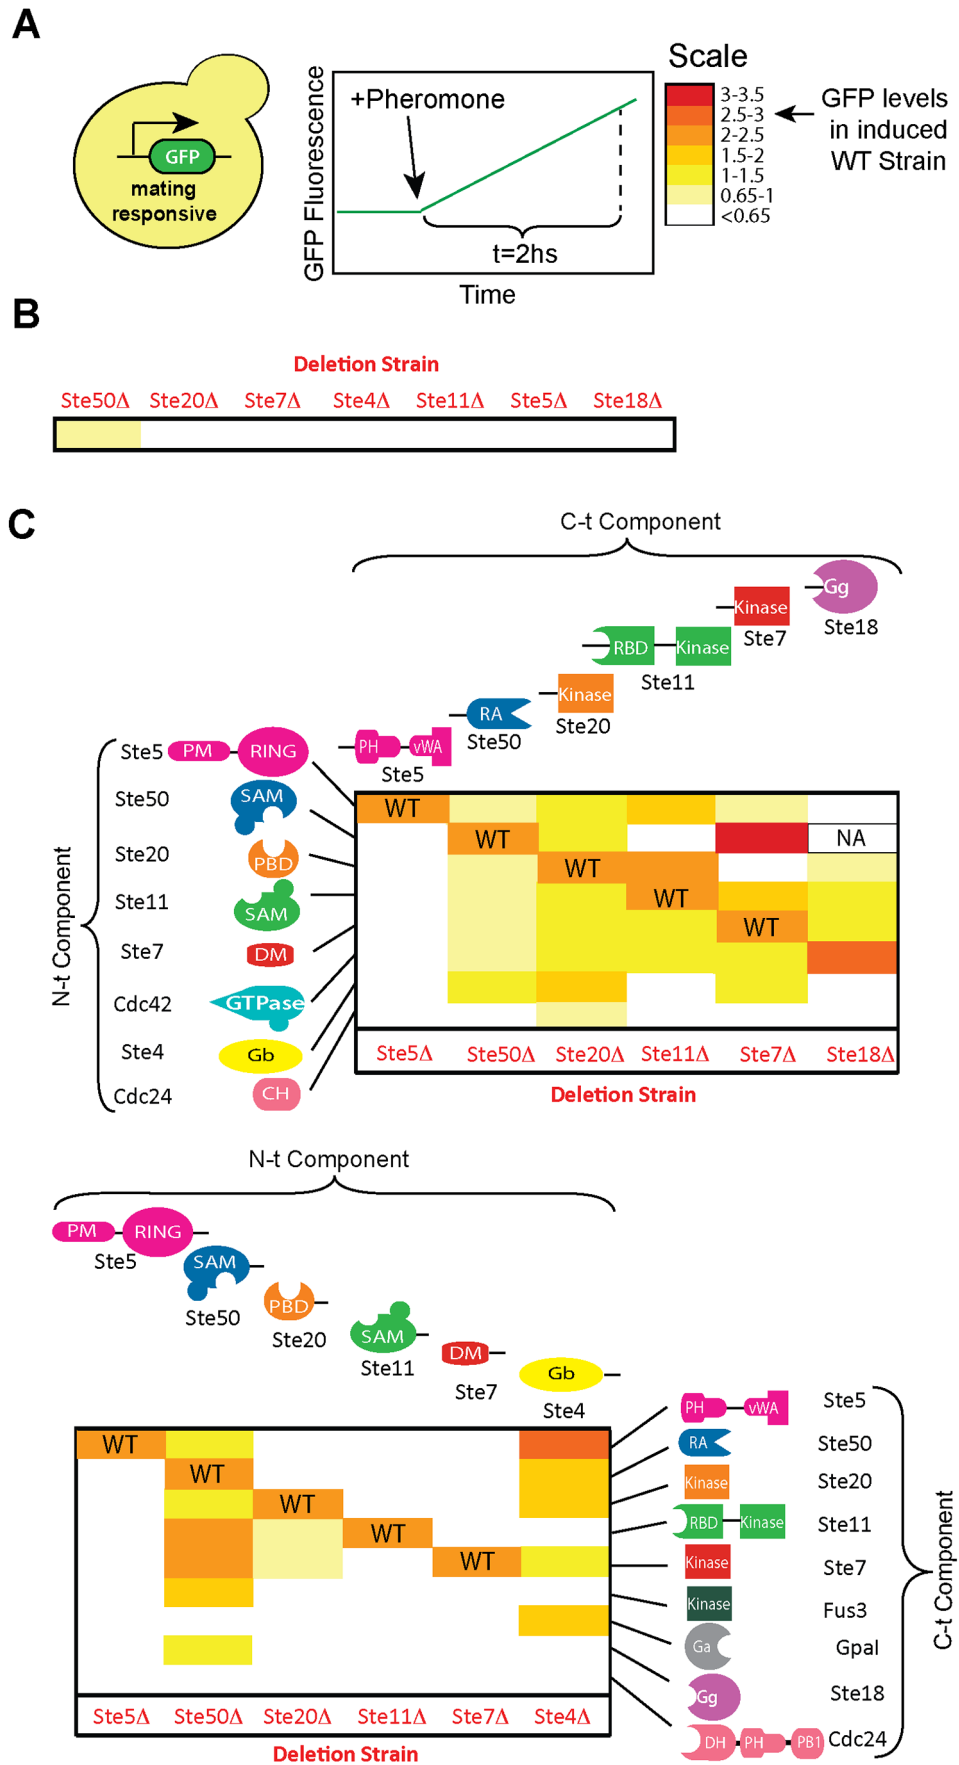 A
GFP
mating
responsive
GFP Fluorescence
+Pheromone
t=2hs
Time
Scale
3-3.5
2.5-3
2-2.5
1.5-2
1-1.5
0.65-1
<0.65
GFP levels
in induced
WT Strain
B
Deletion Strain
Ste50Δ Ste20Δ Ste7Δ Ste4Δ Ste11Δ Ste5Δ Ste18Δ
C
C-t Component
Gg
Ste18
Kinase
Ste7
RBD Kinase
Ste11
Kinase
Ste20
RA
Ste50
PH vWA
Ste5
N-t Component
Ste5 PM RING
Ste50 SAM
Ste20 PBD
Ste11 SAM
Ste7 DM
Cdc42 GTPase
Ste4 Gb
Cdc24 CH
WT
WT NA
WT
WT
WT
Ste5Δ Ste50Δ Ste20Δ Ste11Δ Ste7Δ Ste18Δ
Deletion Strain
N-t Component
PM RING
Ste5
SAM
Ste50
PBD
Ste20
SAM
Ste11
DM
Ste7
Gb
Ste4
WT
WT
WT
WT
WT
PH vWA Ste5
RA Ste50
Kinase Ste20
RBD Kinase Ste11
Kinase Ste7
Kinase Fus3
Ga Gpal
Gg Ste18
DH PH PB1 Cdc24
C-t Component
Ste5Δ Ste50Δ Ste20Δ Ste11Δ Ste7Δ Ste4Δ
Deletion Strain